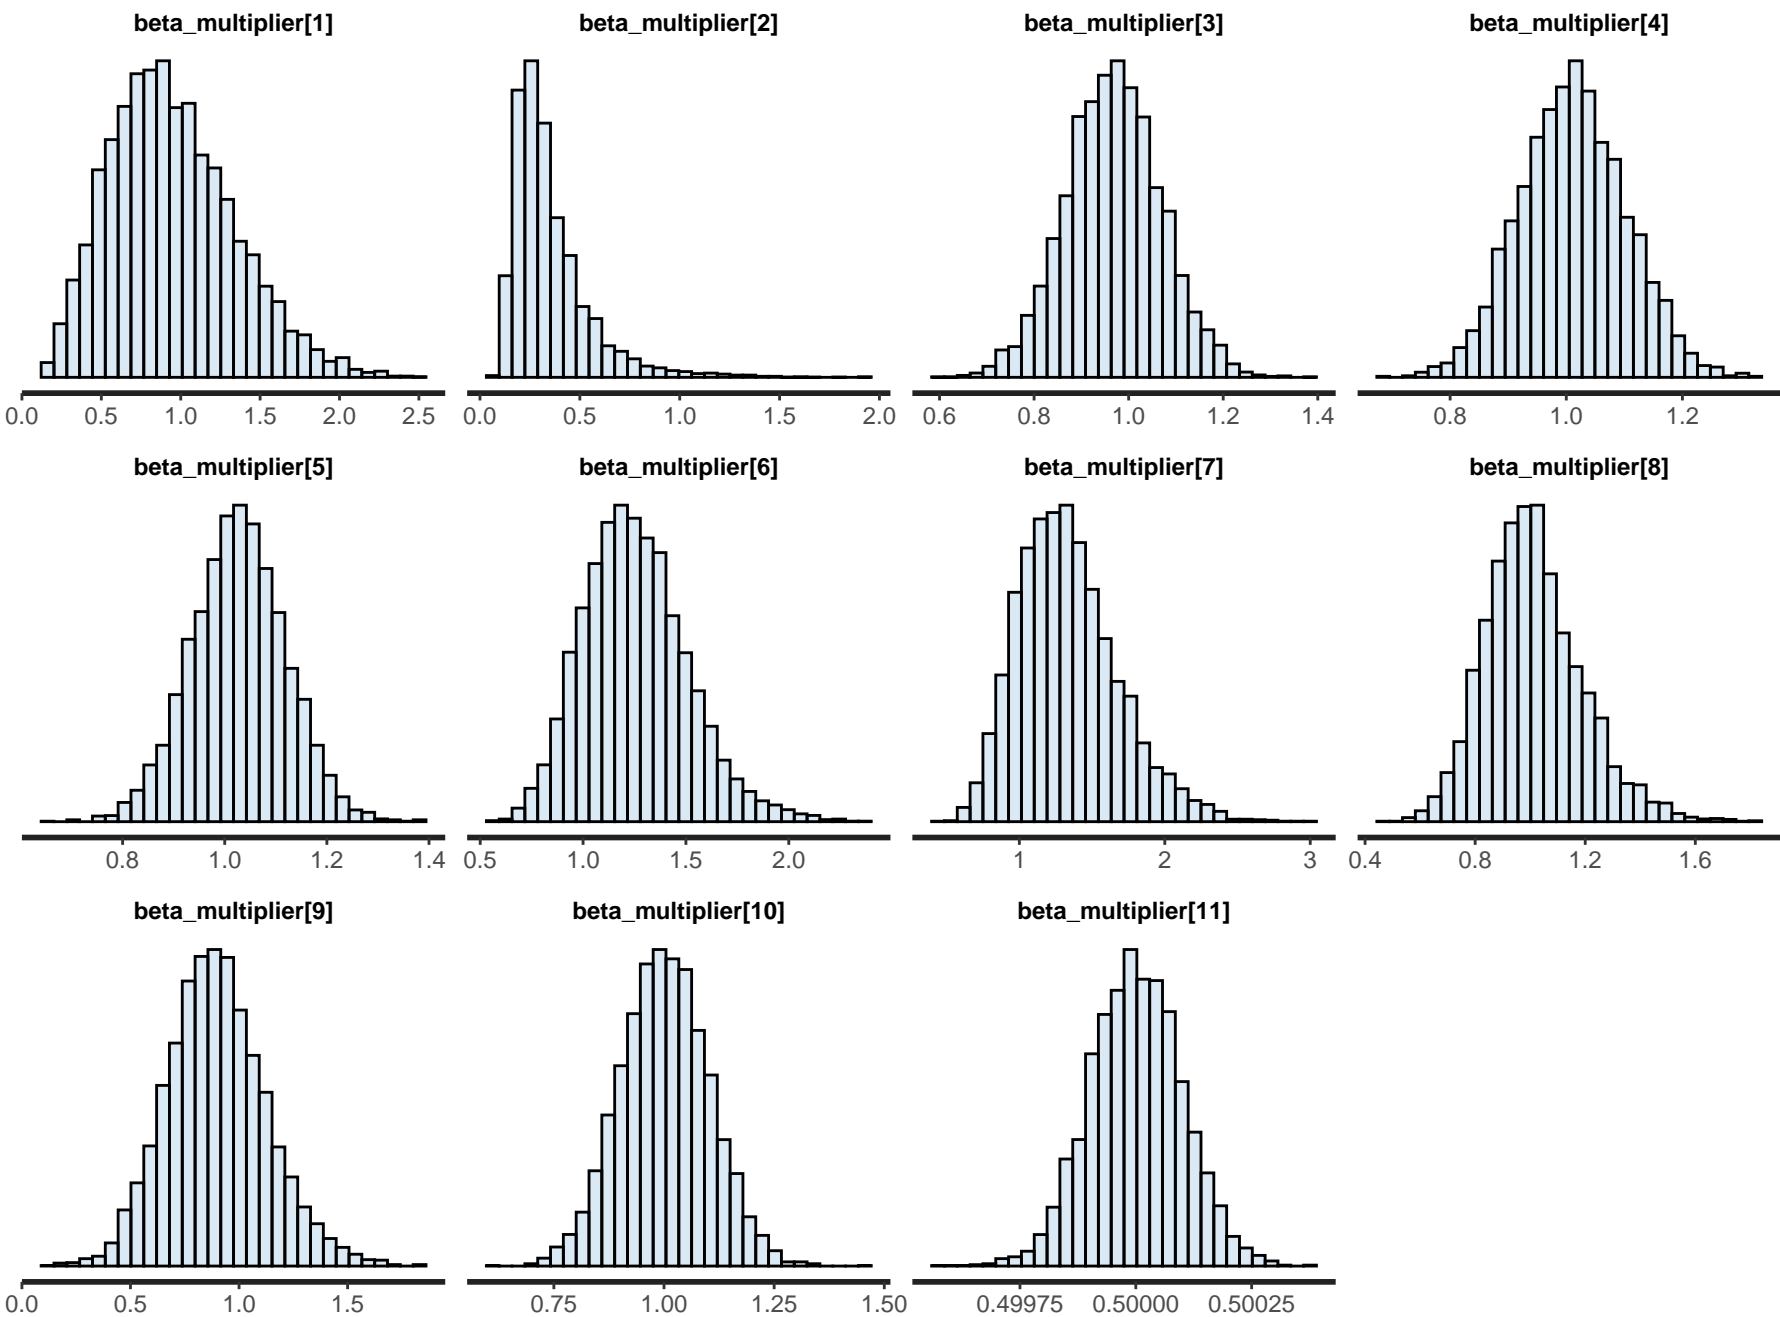 beta_multiplier[1] beta_multiplier[2] beta_multiplier[3] beta_multiplier[4]
0.0 0.5 1.0 1.5 2.0 2.5 0.0 0.5 1.0 1.5 2.0 0.6 0.8 1.0 1.2 1.4 0.8 1.0 1.2
beta_multiplier[5] beta_multiplier[6] beta_multiplier[7] beta_multiplier[8]
0.8 1.0 1.2 1.4 0.5 1.0 1.5 2.0 1 2 3 0.4 0.8 1.2 1.6
beta_multiplier[9] beta_multiplier[10] beta_multiplier[11]
0.0 0.5 1.0 1.5 0.75 1.00 1.25 1.50 0.49975 0.50000 0.50025